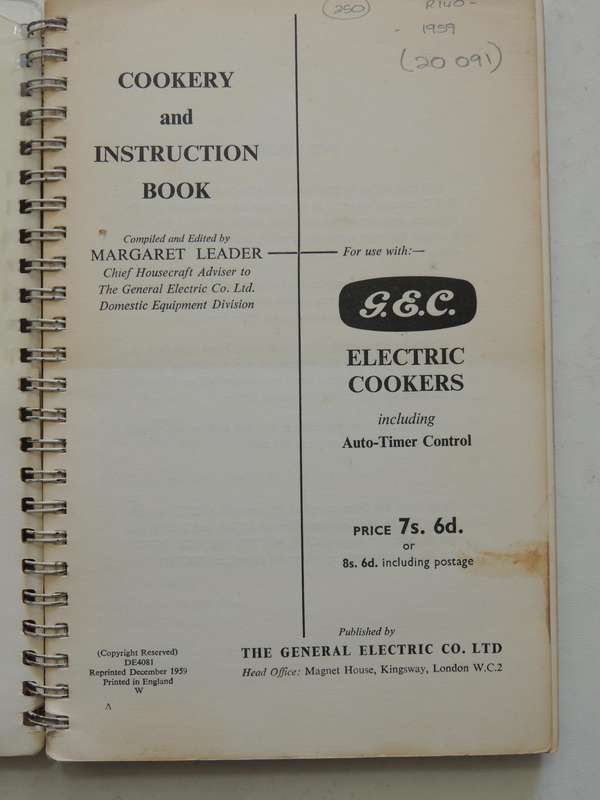 (250)
1959
(20 091)
COOKERY
and
INSTRUCTION
BOOK
Compiled and Edited by
MARGARET LEADER
Chief Housecraft Adviser to
The General Electric Co. Ltd.
Domestic Equipment Division
For use with:—
G.E.C.
ELECTRIC
COOKERS
including
Auto-Timer Control
PRICE 7s. 6d.
or
8s. 6d. including postage
Published by
THE GENERAL ELECTRIC CO. LTD
Head Office: Magnet House, Kingsway, London W.C.2
(Copyright Reserved)
DE4081
Reprinted December 1959
Printed in England
W
A